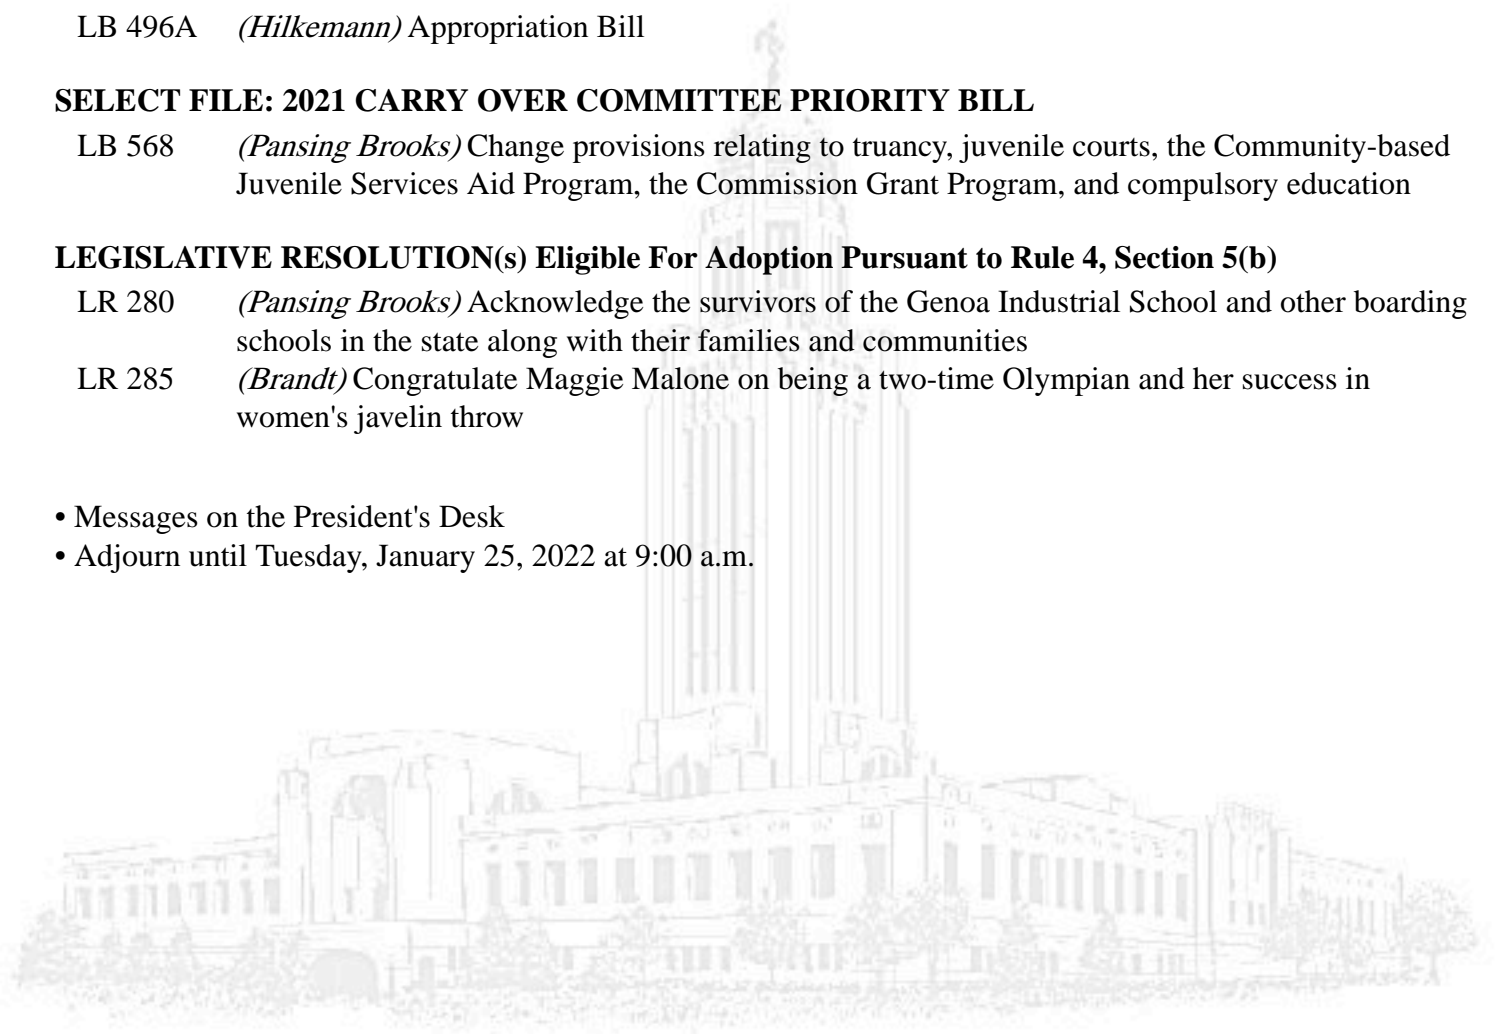 LB 496A (Hilkemann) Appropriation Bill
SELECT FILE: 2021 CARRY OVER COMMITTEE PRIORITY BILL
LB 568 (Pansing Brooks) Change provisions relating to truancy, juvenile courts, the Community-based
Juvenile Services Aid Program, the Commission Grant Program, and compulsory education
LEGISLATIVE RESOLUTION(s) Eligible For Adoption Pursuant to Rule 4, Section 5(b)
LR 280 (Pansing Brooks) Acknowledge the survivors of the Genoa Industrial School and other boarding
schools in the state along with their families and communities
LR 285 (Brandt) Congratulate Maggie Malone on being a two-time Olympian and her success in
women's javelin throw
• Messages on the President's Desk
• Adjourn until Tuesday, January 25, 2022 at 9:00 a.m.